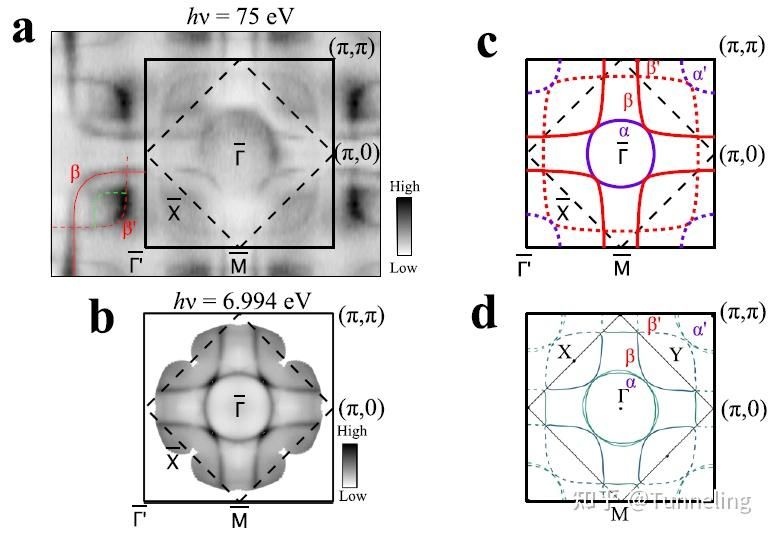 a
hν = 75 eV
(π,π)
Γ̅
(π,0)
β
X̅
β'
Γ̅'
M̅
High
Low
b
hν = 6.994 eV
(π,π)
Γ̅
(π,0)
X̅
High
Low
Γ̅'
M̅
c
(π,π)
β'
α'
β
α
Γ̅
(π,0)
X̅
Γ̅'
M̅
d
(π,π)
β'
α'
X
β
Y
α
Γ
(π,0)
M
知乎 @Tunneling